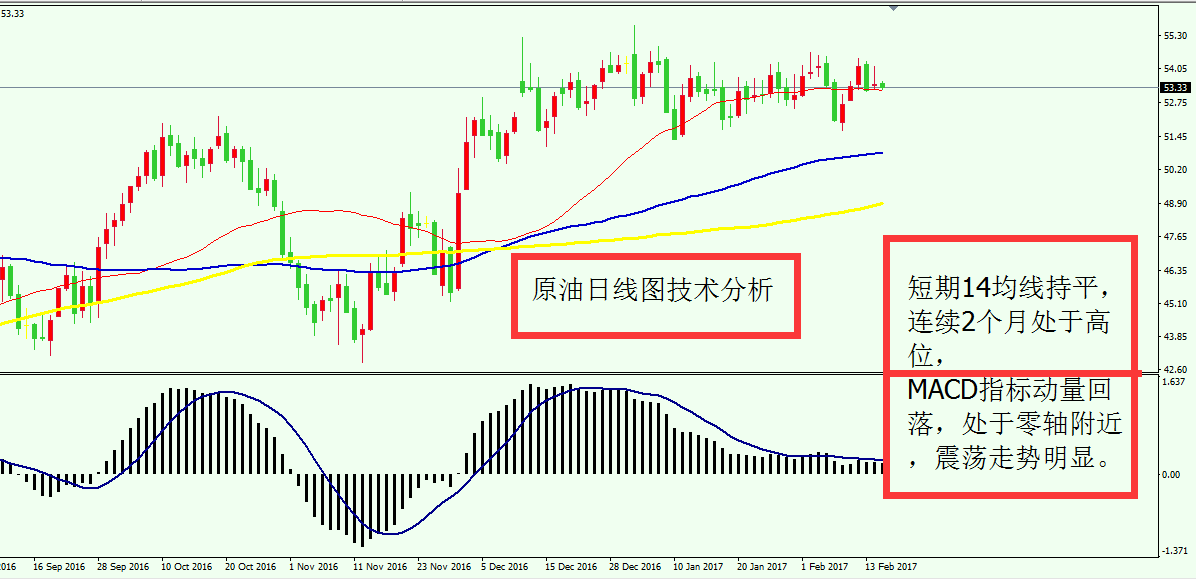 53.33
55.30
54.05
53.33
52.75
51.45
50.20
48.90
47.65
46.35
45.10
43.85
42.60
原油日线图技术分析
短期14均线持平，
连续2个月处于高
位，
MACD指标动量回
落，处于零轴附近
，震荡走势明显。
1.637
0.00
-1.371
2016
16 Sep 2016
28 Sep 2016
10 Oct 2016
20 Oct 2016
1 Nov 2016
11 Nov 2016
23 Nov 2016
5 Dec 2016
15 Dec 2016
28 Dec 2016
10 Jan 2017
20 Jan 2017
1 Feb 2017
13 Feb 2017